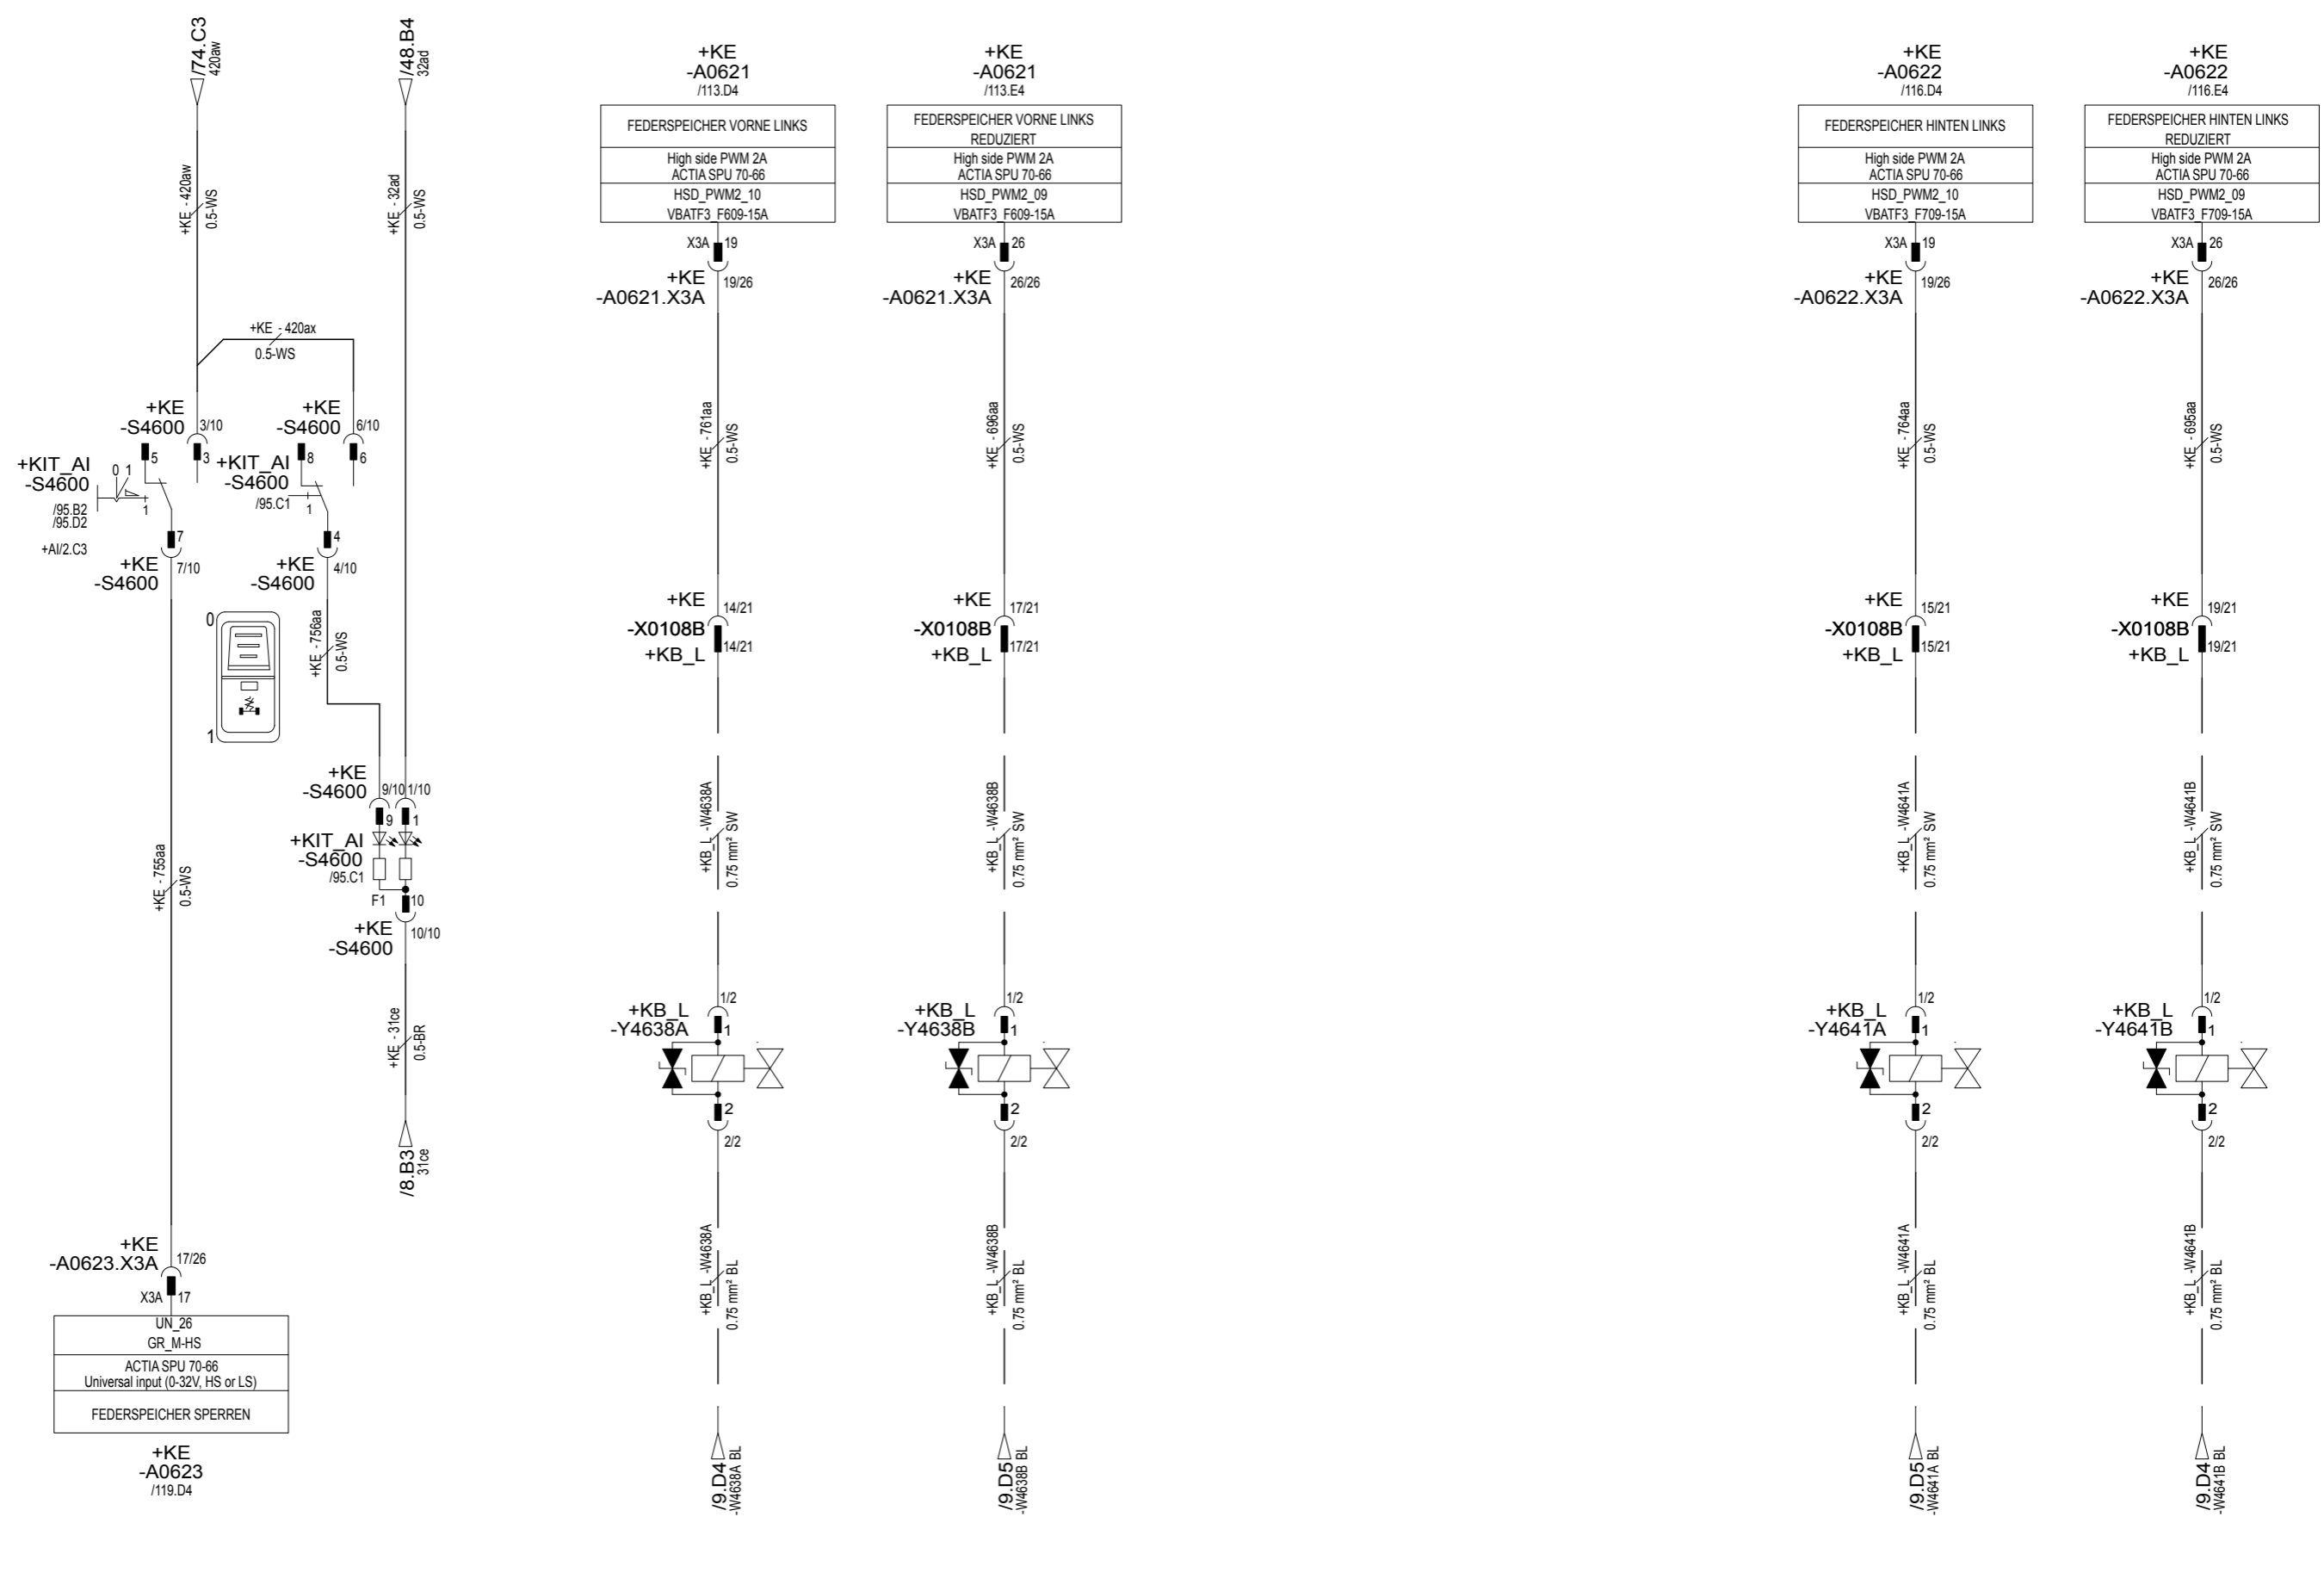 /74.C3
420aw
+KE - 420aw
0.5-WS
/48.B4
32ad
+KE - 32ad
0.5-WS
+KE - 420ax
0.5-WS
+KE
-S4600
3/10
5
3
+KE
-S4600
6/10
8
6
+KIT_AI
-S4600
0 1
/95.B2
/95.D2
1
+AI/2.C3
+KIT_AI
-S4600
/95.C1
1
7
+KE
-S4600
7/10
4
+KE
-S4600
4/10
0
1
+KE - 756aa
0.5-WS
+KE
-S4600
9/10
1/10
9
1
+KIT_AI
-S4600
/95.C1
F1
10
+KE
-S4600
10/10
+KE - 755aa
0.5-WS
+KE - 31ce
0.5-BR
/8.B3
31ce
+KE
-A0623.X3A
17/26
X3A
17
UN_26
GR_M-HS
ACTIA SPU 70-66
Universal input (0-32V, HS or LS)
FEDERSPEICHER SPERREN
+KE
-A0623
/119.D4
+KE
-A0621
/113.D4
FEDERSPEICHER VORNE LINKS
High side PWM 2A
ACTIA SPU 70-66
HSD_PWM2_10
VBATF3_F609-15A
X3A
19
+KE
-A0621.X3A
19/26
+KE - 761aa
0.5-WS
+KE
14/21
-X0108B
14/21
+KB_L
+KB_L -W4638A
0.75 mm² SW
+KB_L
-Y4638A
1/2
1
2
2/2
+KB_L -W4638A
0.75 mm² BL
/9.D4
-W4638A BL
+KE
-A0621
/113.E4
FEDERSPEICHER VORNE LINKS
REDUZIERT
High side PWM 2A
ACTIA SPU 70-66
HSD_PWM2_09
VBATF3_F609-15A
X3A
26
+KE
-A0621.X3A
26/26
+KE - 696aa
0.5-WS
+KE
17/21
-X0108B
17/21
+KB_L
+KB_L -W4638B
0.75 mm² SW
+KB_L
-Y4638B
1/2
1
2
2/2
+KB_L -W4638B
0.75 mm² BL
/9.D5
-W4638B BL
+KE
-A0622
/116.D4
FEDERSPEICHER HINTEN LINKS
High side PWM 2A
ACTIA SPU 70-66
HSD_PWM2_10
VBATF3_F709-15A
X3A
19
+KE
-A0622.X3A
19/26
+KE - 764aa
0.5-WS
+KE
15/21
-X0108B
15/21
+KB_L
+KB_L -W4641A
0.75 mm² SW
+KB_L
-Y4641A
1/2
1
2
2/2
+KB_L -W4641A
0.75 mm² BL
/9.D5
-W4641A BL
+KE
-A0622
/116.E4
FEDERSPEICHER HINTEN LINKS
REDUZIERT
High side PWM 2A
ACTIA SPU 70-66
HSD_PWM2_09
VBATF3_F709-15A
X3A
26
+KE
-A0622.X3A
26/26
+KE - 695aa
0.5-WS
+KE
19/21
-X0108B
19/21
+KB_L
+KB_L -W4641B
0.75 mm² SW
+KB_L
-Y4641B
1/2
1
2
2/2
+KB_L -W4641B
0.75 mm² BL
/9.D4
-W4641B BL